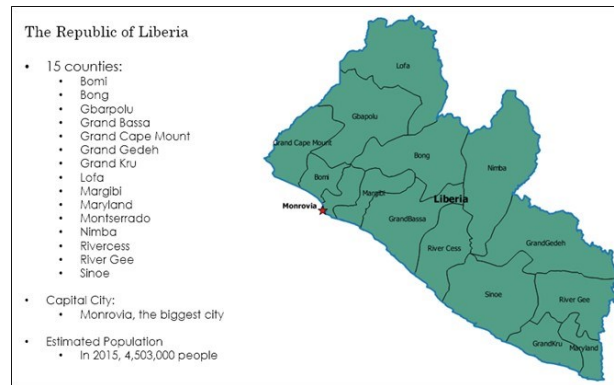 The Republic of Liberia
• 15 counties:
• Bomi
• Bong
• Gbarpolu
• Grand Bassa
• Grand Cape Mount
• Grand Gedeh
• Grand Kru
• Lofa
• Margibi
• Maryland
• Montserrado
• Nimba
• Rivercess
• River Gee
• Sinoe
• Capital City:
• Monrovia, the biggest city
• Estimated Population
• In 2015, 4,503,000 people
Lofa
Gbapolu
Grand Cape Mount
Bong
Nimba
Bomi
Margibi
Liberia
Monrovia
GrandBassa
River Cess
GrandGedeh
Sinoe
River Gee
GrandKru
Maryland